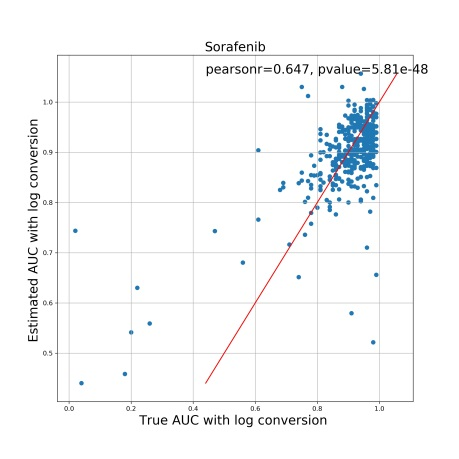 Sorafenib
pearsonr=0.647, pvalue=5.81e-48
Estimated AUC with log conversion
1.0
0.9
0.8
0.7
0.6
0.5
0.0 0.2 0.4 0.6 0.8 1.0
True AUC with log conversion